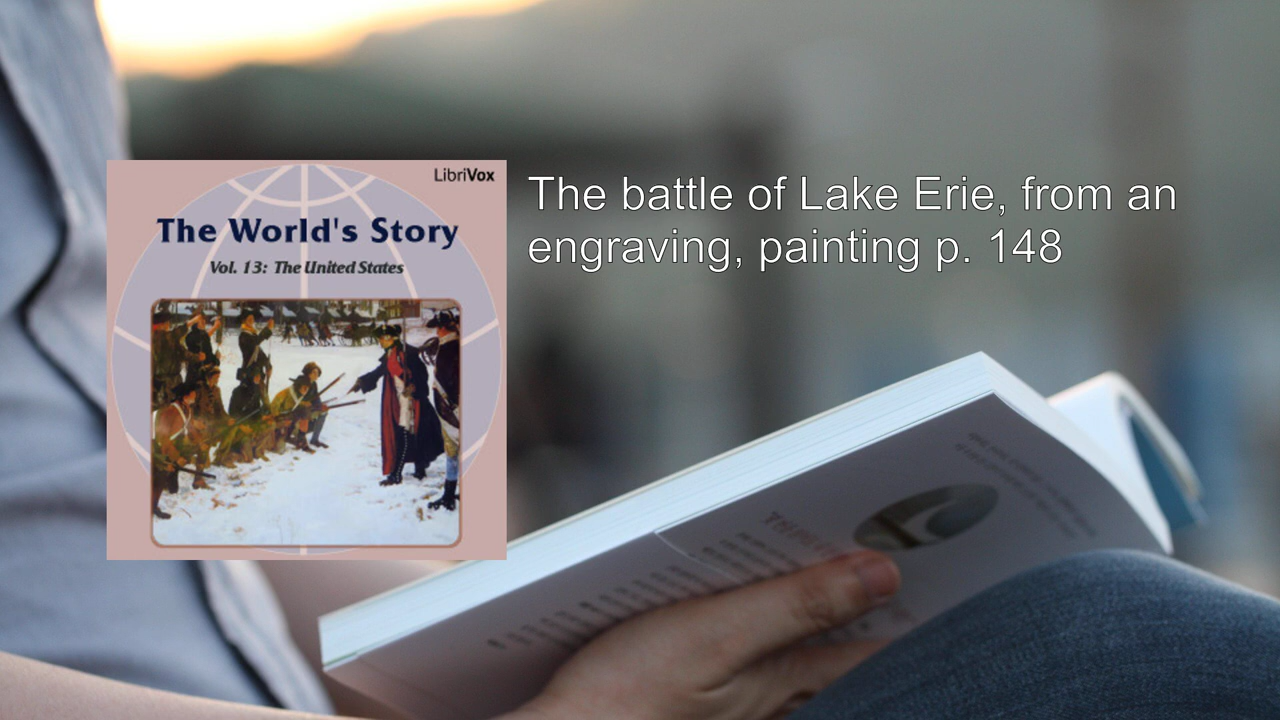 LibriVox
The World's Story
Vol. 13: The United States
The battle of Lake Erie, from an
engraving, painting p. 148